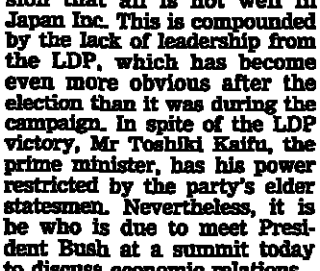 sion that all is not well in
Japan Inc. This is compounded
by the lack of leadership from
the LDP, which has become
even more obvious after the
election than it was during the
campaign. In spite of the LDP
victory, Mr Toshiki Kaifu, the
prime minister, has his power
restricted by the party's elder
statesmen. Nevertheless, it is
he who is due to meet Presi-
dent Bush at a summit today
to discuss economic relations